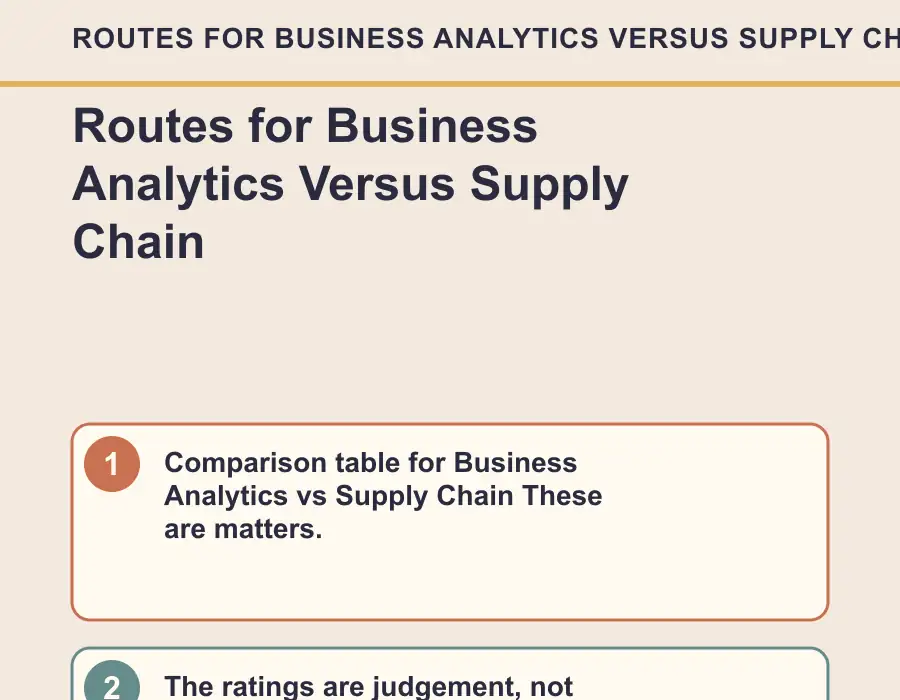 ROUTES FOR BUSINESS ANALYTICS VERSUS SUPPLY CH
Routes for Business
Analytics Versus Supply
Chain
1
Comparison table for Business
Analytics vs Supply Chain These
are matters.
2
The ratings are judgement, not